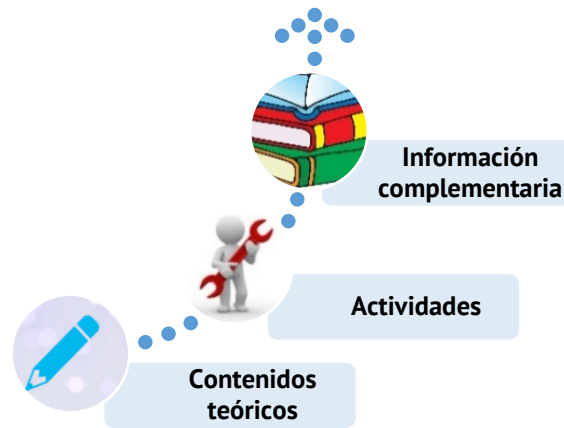 Información
complementaria
Actividades
Contenidos
teóricos